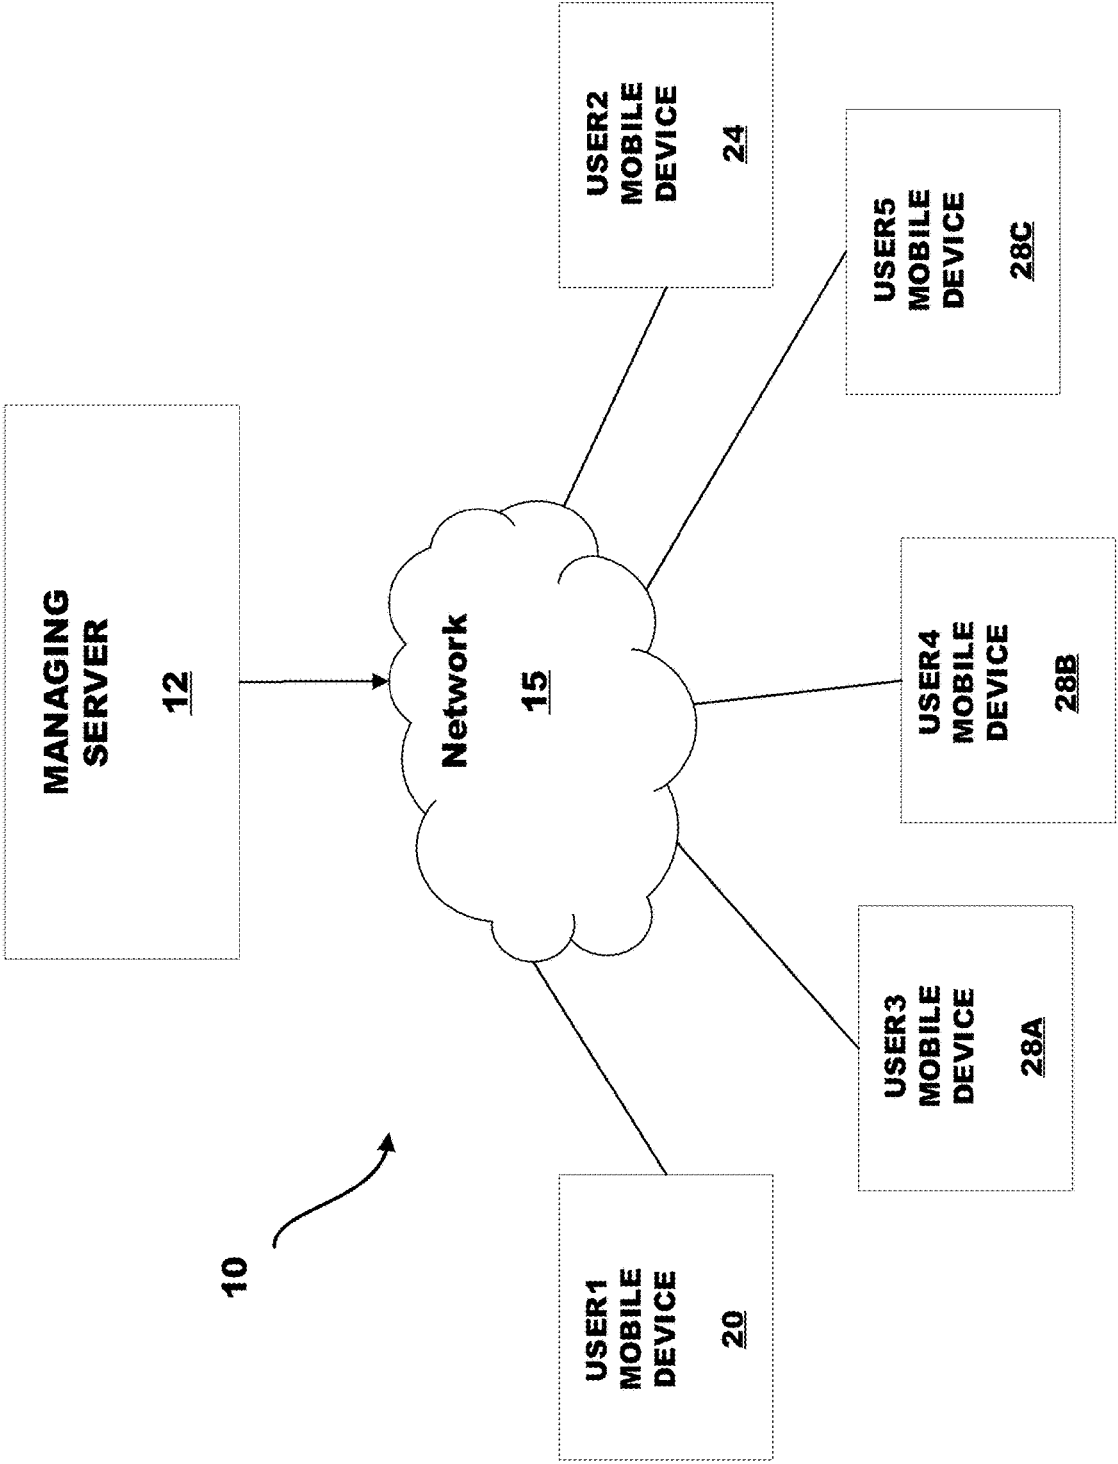 MANAGING
SERVER
12
Network
15
10
USER1
MOBILE
DEVICE
20
USER3
MOBILE
DEVICE
28A
USER4
MOBILE
DEVICE
28B
USER5
MOBILE
DEVICE
28C
USER2
MOBILE
DEVICE
24